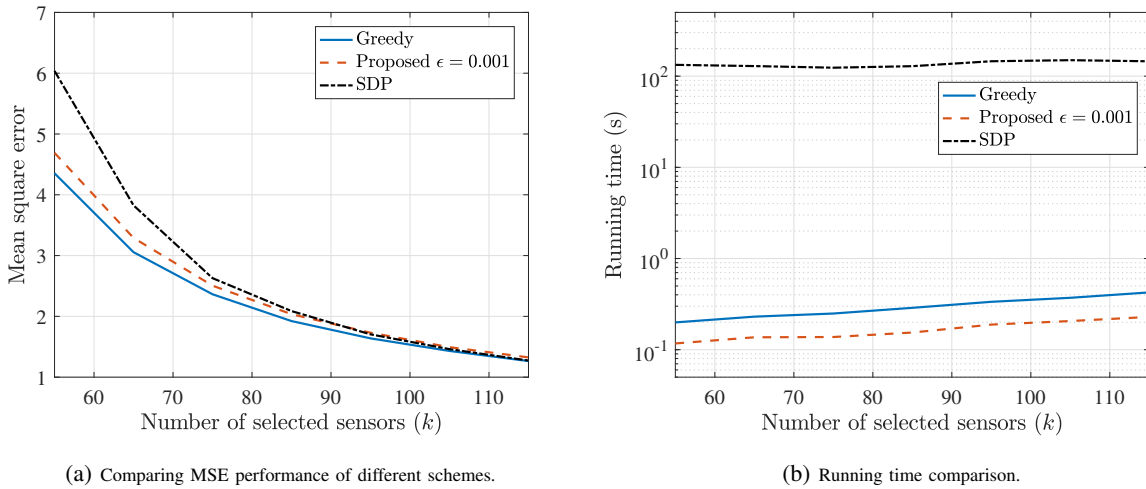 7
6
5
4
3
2
1
Mean square error
60 70 80 90 100 110
Number of selected sensors (k)
Greedy
Proposed ϵ = 0.001
SDP
(a) Comparing MSE performance of different schemes.
10^2
10^1
10^0
10^-1
Running time (s)
60 70 80 90 100 110
Number of selected sensors (k)
Greedy
Proposed ϵ = 0.001
SDP
(b) Running time comparison.